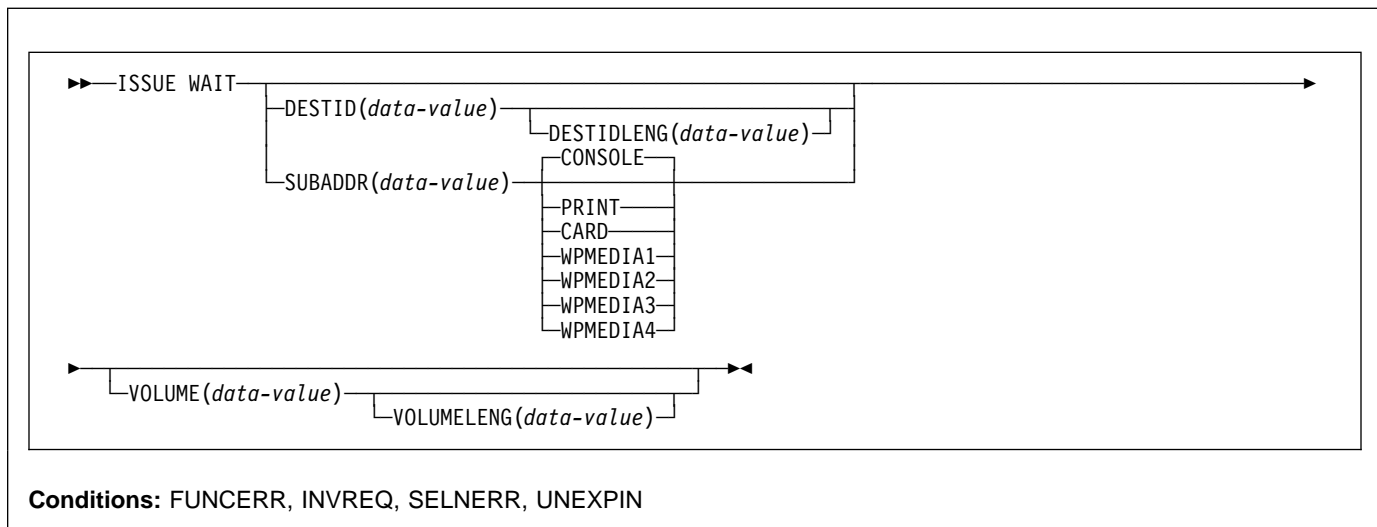 ISSUE WAIT
DESTID(data-value)
DESTIDLENG(data-value)
CONSOLE
SUBADDR(data-value)
PRINT
CARD
WPMEDIA1
WPMEDIA2
WPMEDIA3
WPMEDIA4
VOLUME(data-value)
VOLUMELENG(data-value)
Conditions: FUNCERR, INVREQ, SELNERR, UNEXPIN